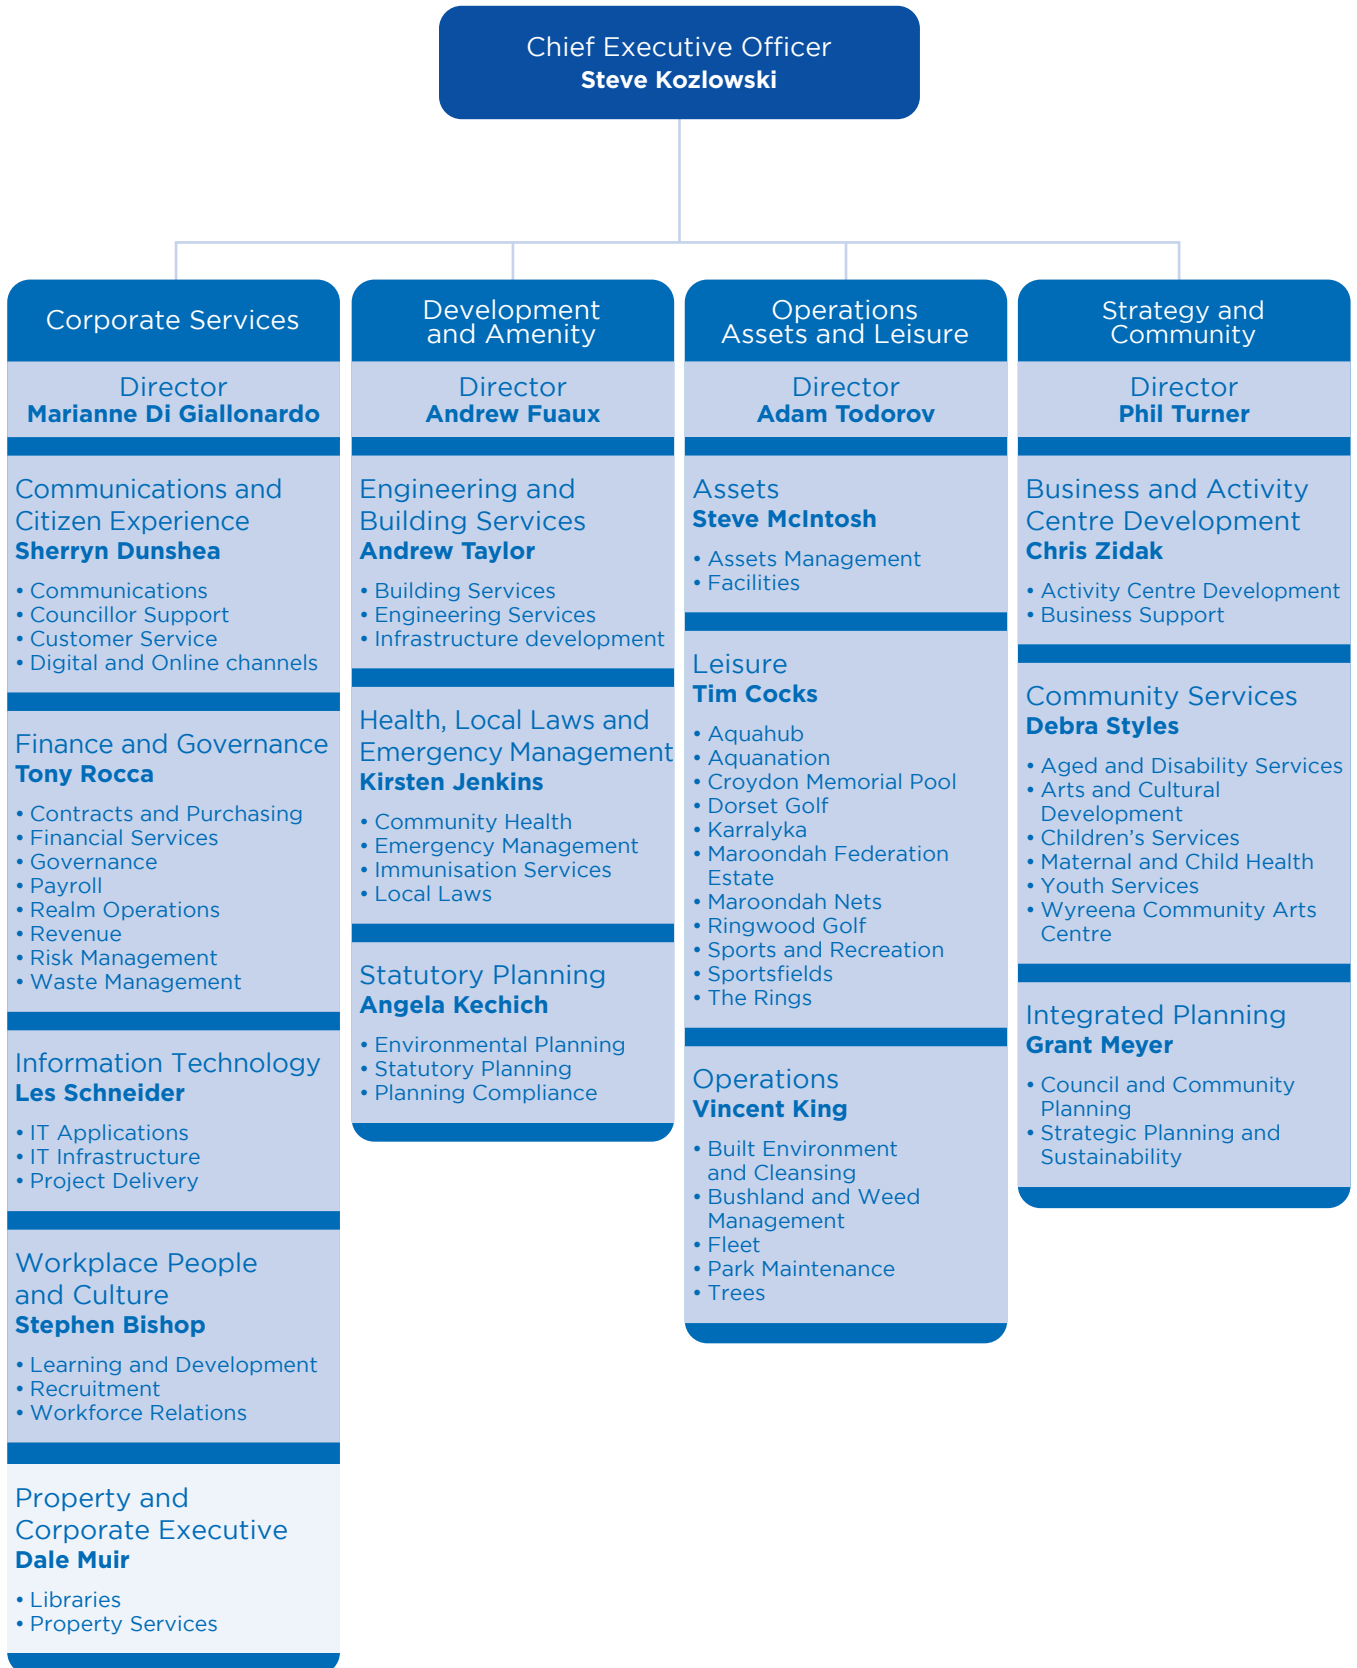 Chief Executive Officer
Steve Kozlowski
Corporate Services
Director
Marianne Di Giallonardo
Communications and
Citizen Experience
Sherryn Dunshea
• Communications
• Councillor Support
• Customer Service
• Digital and Online channels
Finance and Governance
Tony Rocca
• Contracts and Purchasing
• Financial Services
• Governance
• Payroll
• Realm Operations
• Revenue
• Risk Management
• Waste Management
Information Technology
Les Schneider
• IT Applications
• IT Infrastructure
• Project Delivery
Workplace People
and Culture
Stephen Bishop
• Learning and Development
• Recruitment
• Workforce Relations
Property and
Corporate Executive
Dale Muir
• Libraries
• Property Services
Development
and Amenity
Director
Andrew Fuaux
Engineering and
Building Services
Andrew Taylor
• Building Services
• Engineering Services
• Infrastructure development
Health, Local Laws and
Emergency Management
Kirsten Jenkins
• Community Health
• Emergency Management
• Immunisation Services
• Local Laws
Statutory Planning
Angela Kechich
• Environmental Planning
• Statutory Planning
• Planning Compliance
Operations
Assets and Leisure
Director
Adam Todorov
Assets
Steve McIntosh
• Assets Management
• Facilities
Leisure
Tim Cocks
• Aquahub
• Aquanation
• Croydon Memorial Pool
• Dorset Golf
• Karralyka
• Maroondah Federation
Estate
• Maroondah Nets
• Ringwood Golf
• Sports and Recreation
• Sportsfields
• The Rings
Operations
Vincent King
• Built Environment
and Cleansing
• Bushland and Weed
Management
• Fleet
• Park Maintenance
• Trees
Strategy and
Community
Director
Phil Turner
Business and Activity
Centre Development
Chris Zidak
• Activity Centre Development
• Business Support
Community Services
Debra Styles
• Aged and Disability Services
• Arts and Cultural
Development
• Children's Services
• Maternal and Child Health
• Youth Services
• Wyreena Community Arts
Centre
Integrated Planning
Grant Meyer
• Council and Community
Planning
• Strategic Planning and
Sustainability